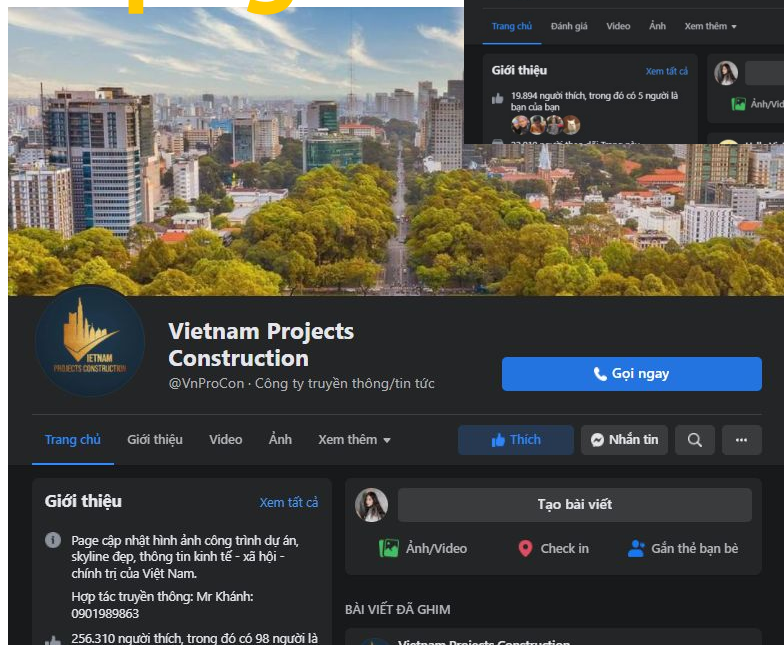 Trang chủ
Đánh giá
Video
Ảnh
Xem thêm
Giới thiệu
Xem tất cả
19.894 người thích, trong đó có 5 người là
bạn của bạn
Ảnh/Vid
IETNAM
PROJECTS CONSTRUCTION
Vietnam Projects
Construction
@VnProCon · Công ty truyền thông/tin tức
Gọi ngay
Trang chủ
Giới thiệu
Video
Ảnh
Xem thêm
Thích
Nhắn tin
Giới thiệu
Xem tất cả
Page cập nhật hình ảnh công trình dự án,
skyline đẹp, thông tin kinh tế - xã hội -
chính trị của Việt Nam.
Hợp tác truyền thông: Mr Khánh:
0901989863
256.310 người thích, trong đó có 98 người là
Tạo bài viết
Ảnh/Video
Check in
Gắn thẻ bạn bè
BÀI VIẾT ĐÃ GHIM
Vietnam Projects Construction